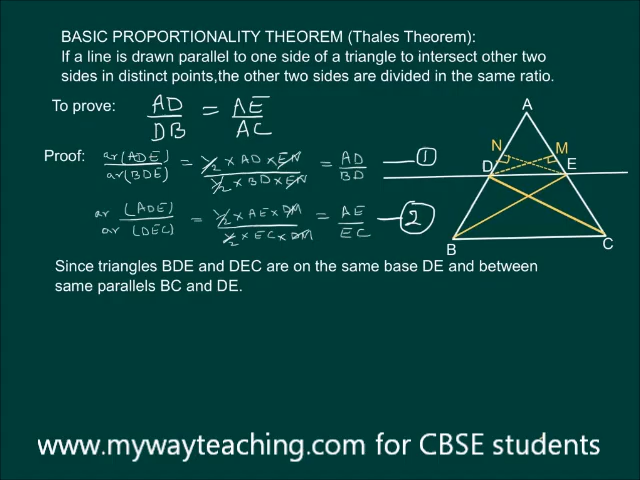 BASIC PROPORTIONALITY THEOREM (Thales Theorem):
If a line is drawn parallel to one side of a triangle to intersect other two
sides in distinct points,the other two sides are divided in the same ratio.
To prove: AD/DB = AE/AC
Proof: ar(ADE)/ar(BDE) = ½ × AD × EN / ½ × BD × EN = AD/BD — 1
ar (ADE)/ar (DEC) = ½ × AE × DM / ½ × EC × DM = AE/EC — 2
A
N M
D E
B C
Since triangles BDE and DEC are on the same base DE and between
same parallels BC and DE.
www.mywayteaching.com for CBSE students